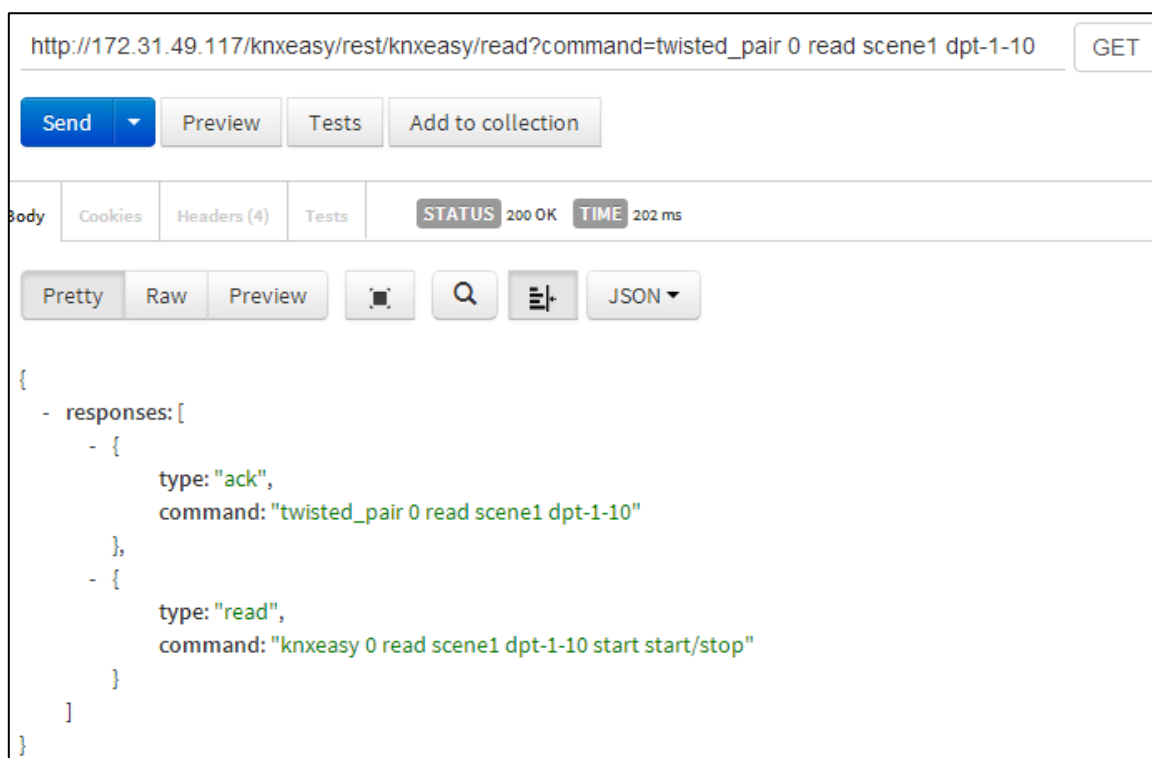 http://172.31.49.117/knxeasy/rest/knxeasy/read?command=twisted_pair 0 read scene1 dpt-1-10 GET
Send Preview Tests Add to collection
Body Cookies Headers (4) Tests STATUS 200 OK TIME 202 ms
Pretty Raw Preview JSON
{
- responses: [
- {
type: "ack",
command: "twisted_pair 0 read scene1 dpt-1-10"
},
- {
type: "read",
command: "knxeasy 0 read scene1 dpt-1-10 start start/stop"
}
]
}